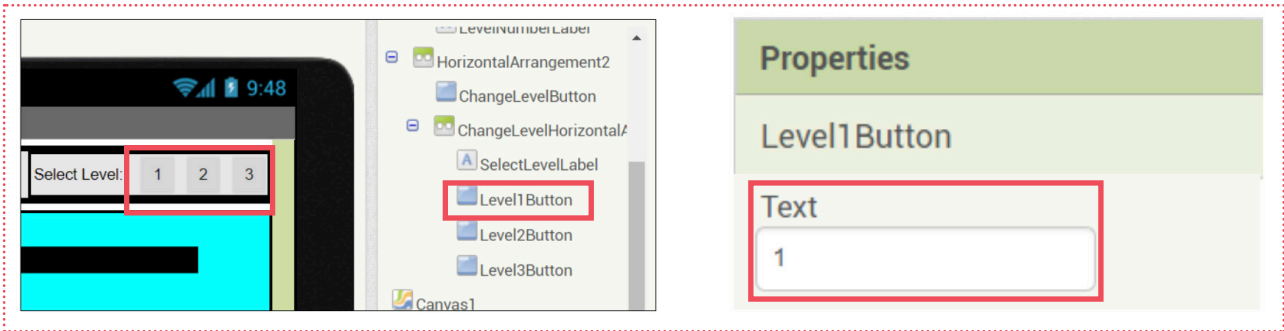 LevelNumberLabel
HorizontalArrangement2
9:48
ChangeLevelButton
ChangeLevelHorizontalA
Select Level: 1 2 3
SelectLevelLabel
Level1Button
Level2Button
Level3Button
Canvas1
Properties
Level1Button
Text
1